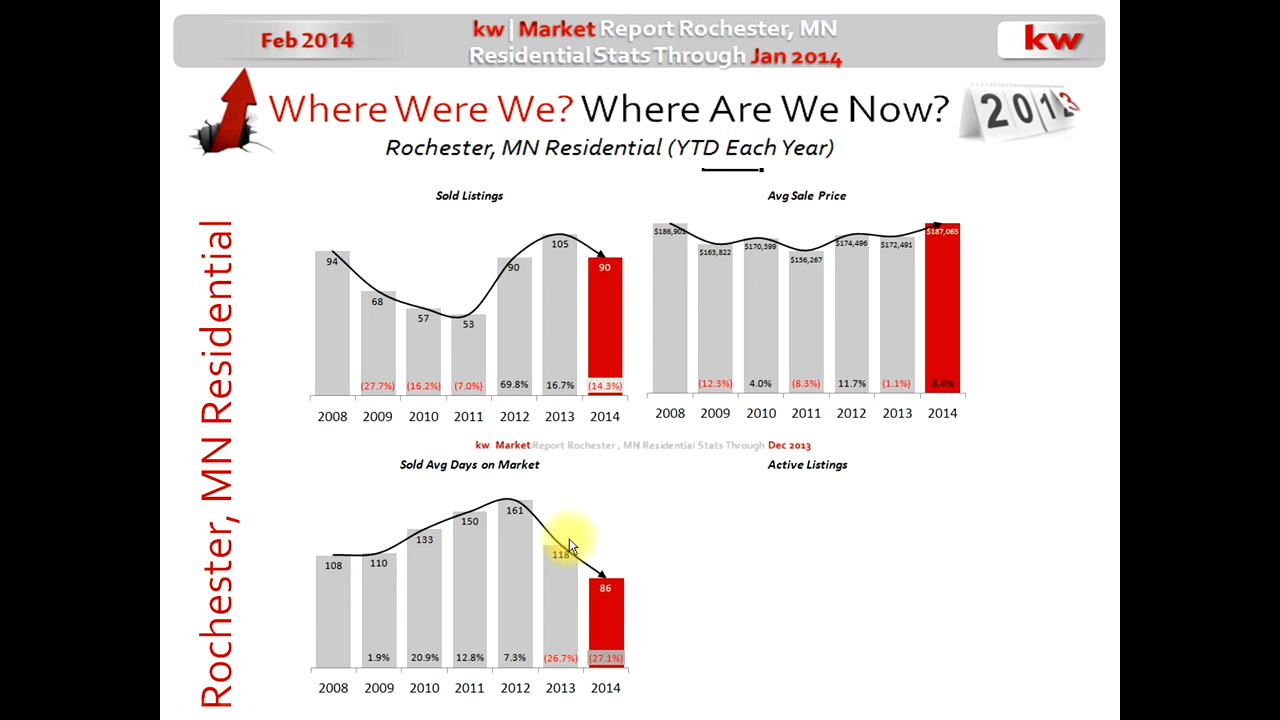 Feb 2014
kw | Market Report Rochester, MN
Residential Stats Through Jan 2014
kw
Where Were We? Where Are We Now?
2013
Rochester, MN Residential (YTD Each Year)
Rochester, MN Residential
Sold Listings
94 68 57 53 90 105 90
(27.7%) (16.2%) (7.0%) 69.8% 16.7% (14.3%)
2008 2009 2010 2011 2012 2013 2014
Avg Sale Price
$163,822 $170,399 $156,267 $174,496 $172,491 $187,065
(12.3%) 4.0% (8.3%) 11.7% (1.1%) 8.4%
2008 2009 2010 2011 2012 2013 2014
kw Market Report Rochester, MN Residential Stats Through Dec 2013
Sold Avg Days on Market
108 110 133 150 161 118 86
1.9% 20.9% 12.8% 7.3% (26.7%) (27.1%)
2008 2009 2010 2011 2012 2013 2014
Active Listings